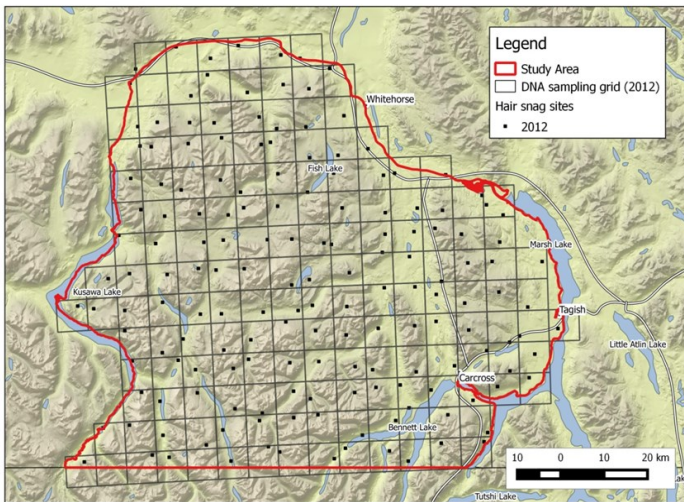 Legend
Study Area
DNA sampling grid (2012)
Hair snag sites
2012
Whitehorse
Fish Lake
Marsh Lake
Kusawa Lake
Tagish
Little Atlin Lake
Carcross
Bennett Lake
10 0 10 20 km
Tutshi Lake